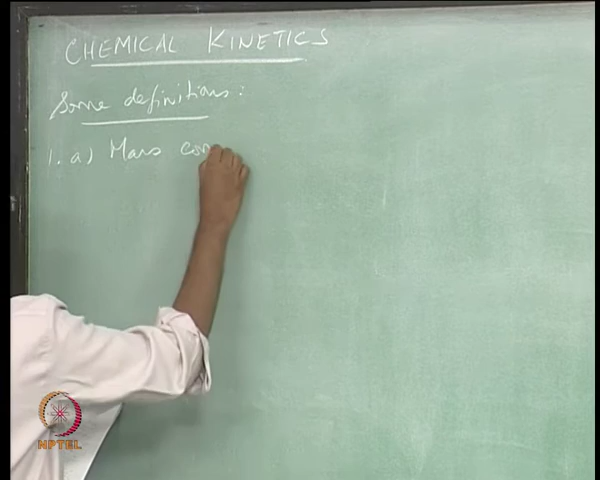 CHEMICAL KINETICS
Some definitions:
1. a) Mass con
NPTEL